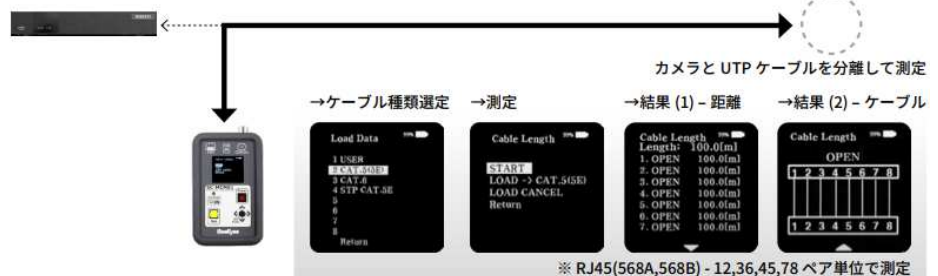 カメラと UTP ケーブルを分離して測定
→ケーブル種類選定
→測定
→結果 (1) – 距離
→結果 (2) – ケーブル
Load Data
1 USER
2 CAT.5(5E)
3 CAT.6
4 STP CAT.5E
5
6
7
8
Return
Cable Length
START
LOAD -> CAT.5(5E)
LOAD CANCEL
Return
Cable Length
Length: 100.0[m]
1. OPEN 100.0[m]
2. OPEN 100.0[m]
3. OPEN 100.0[m]
4. OPEN 100.0[m]
5. OPEN 100.0[m]
6. OPEN 100.0[m]
7. OPEN 100.0[m]
Cable Length
OPEN
1 2 3 4 5 6 7 8
1 2 3 4 5 6 7 8
※ RJ45(568A,568B) - 12,36,45,78 ペア単位で測定